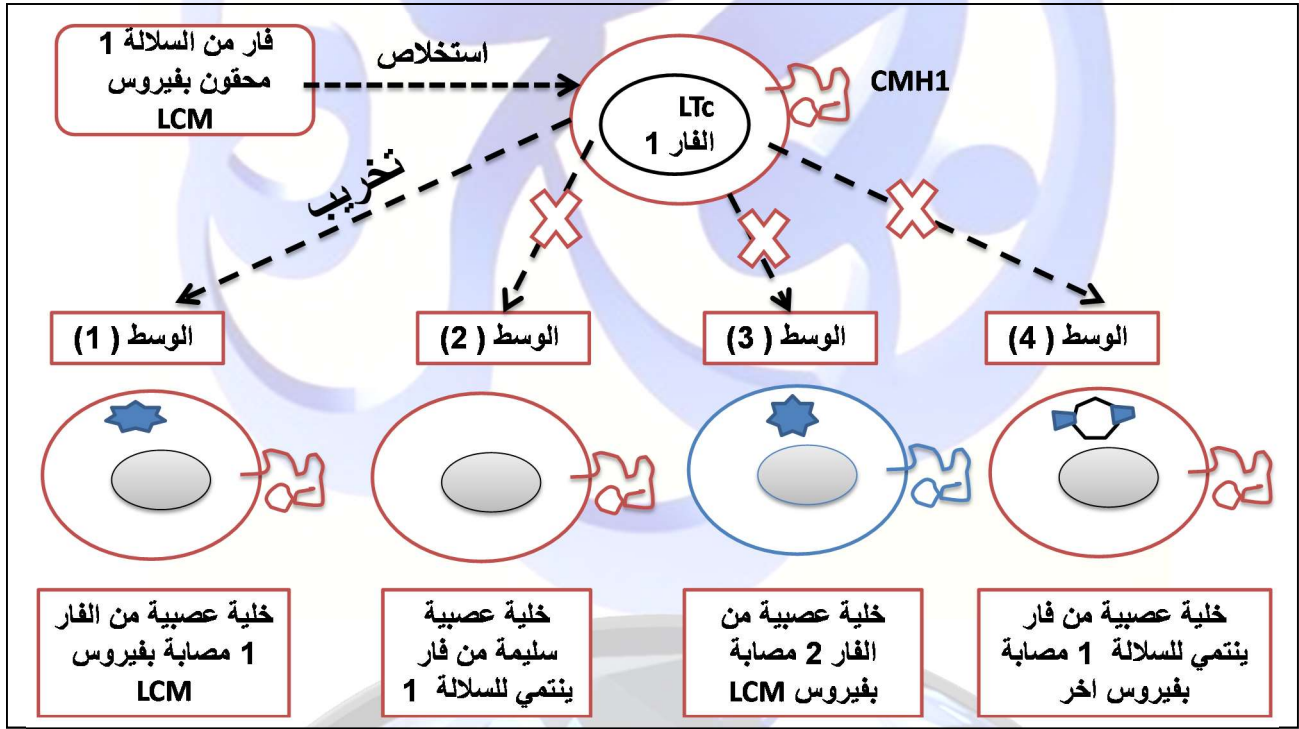 فار من السلالة 1
محقون بفيروس
LCM
استخلاص
LTc
الفار 1
CMH1
تخريب
الوسط ( 1)
الوسط ( 2)
الوسط ( 3)
الوسط ( 4)
خلية عصبية من الفار
1 مصابة بفيروس
LCM
خلية عصبية
سليمة من فار
ينتمي للسلالة 1
خلية عصبية من
الفار 2 مصابة
بفيروس LCM
خلية عصبية من فار
ينتمي للسلالة 1 مصابة
بفيروس اخر